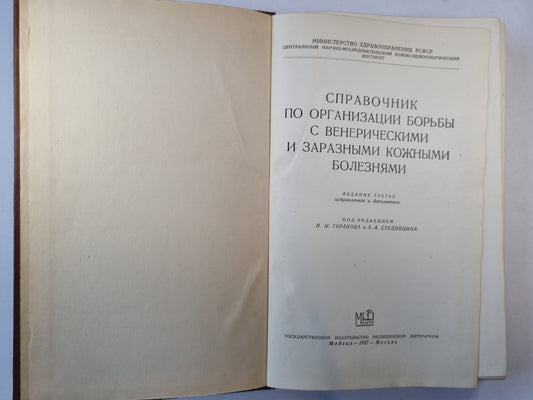 МИНИСТЕРСТВО ЗДРАВООХРАНЕНИЯ РСФСР
ЦЕНТРАЛЬНЫЙ НАУЧНО-ИССЛЕДОВАТЕЛЬСКИЙ КОЖНО-ВЕНЕРОЛОГИЧЕСКИЙ
ИНСТИТУТ
СПРАВОЧНИК
ПО ОРГАНИЗАЦИИ БОРЬБЫ
С ВЕНЕРИЧЕСКИМИ
И ЗАРАЗНЫМИ КОЖНЫМИ
БОЛЕЗНЯМИ
ИЗДАНИЕ ТРЕТЬЕ
исправленное и дополненное
ПОД РЕДАКЦИЕЙ
Н. М. ТУРАНОВА и А. А. СТУДНИЦИНА
ГОСУДАРСТВЕННОЕ ИЗДАТЕЛЬСТВО МЕДИЦИНСКОЙ ЛИТЕРАТУРЫ
Медгиз — 1957 — Москва